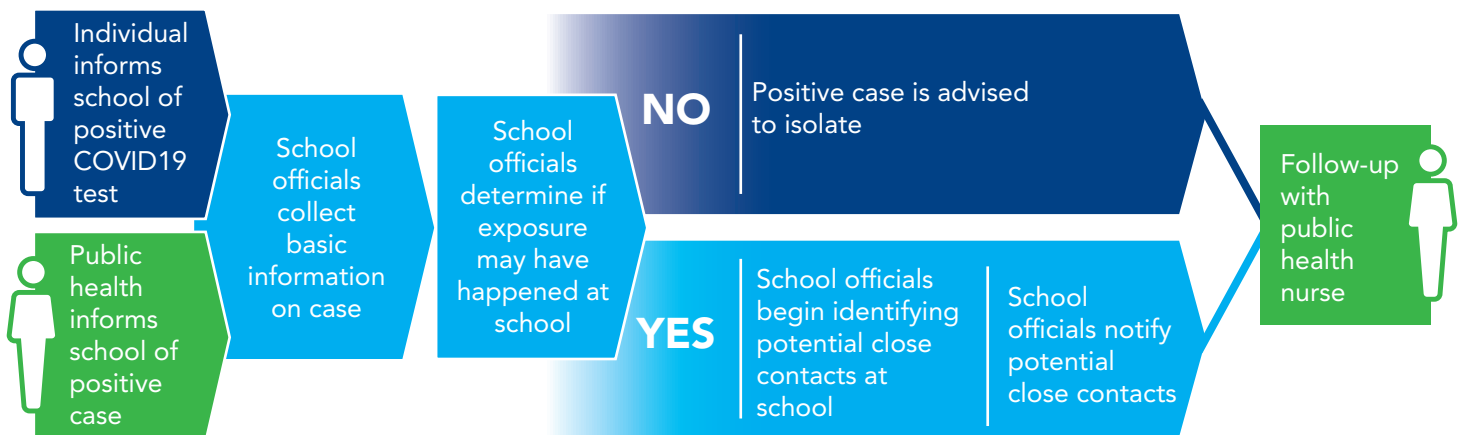 Individual
informs
school of
positive
COVID19
test
Public
health
informs
school of
positive
case
School
officials
collect
basic
information
on case
School
officials
determine if
exposure
may have
happened at
school
NO
Positive case is advised
to isolate
YES
School officials
begin identifying
potential close
contacts at
school
School
officials notify
potential
close contacts
Follow-up
with
public
health
nurse